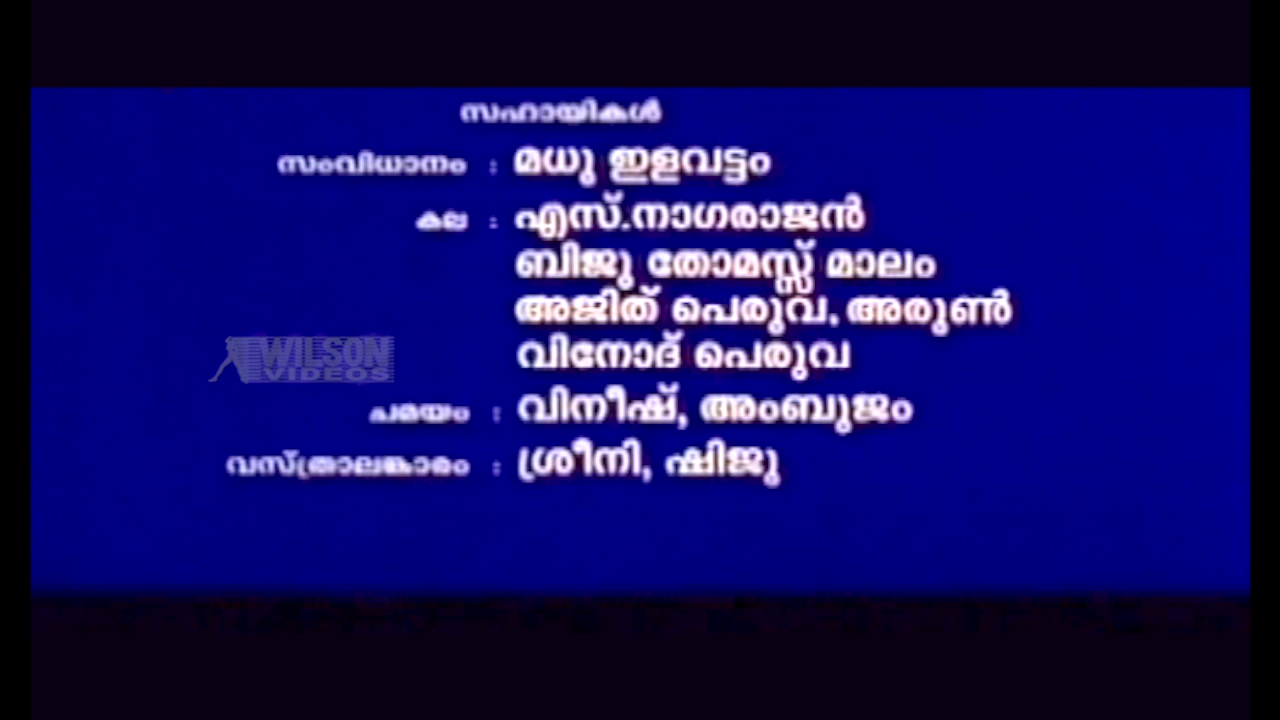 സഹായികൾ
സംവിധാനം : മധു ഇളവട്ടം
കല : എസ്.നാഗരാജൻ
ബിജു തോമസ്സ് മാലം
അജിത് പെരുവ, അരുൺ
WILSON
വിനോദ് പെരുവ
VIDEOS
ചമയം : വിനീഷ്, അംബുജം
വസ്ത്രാലങ്കാരം : ശ്രീനി, ഷിജു